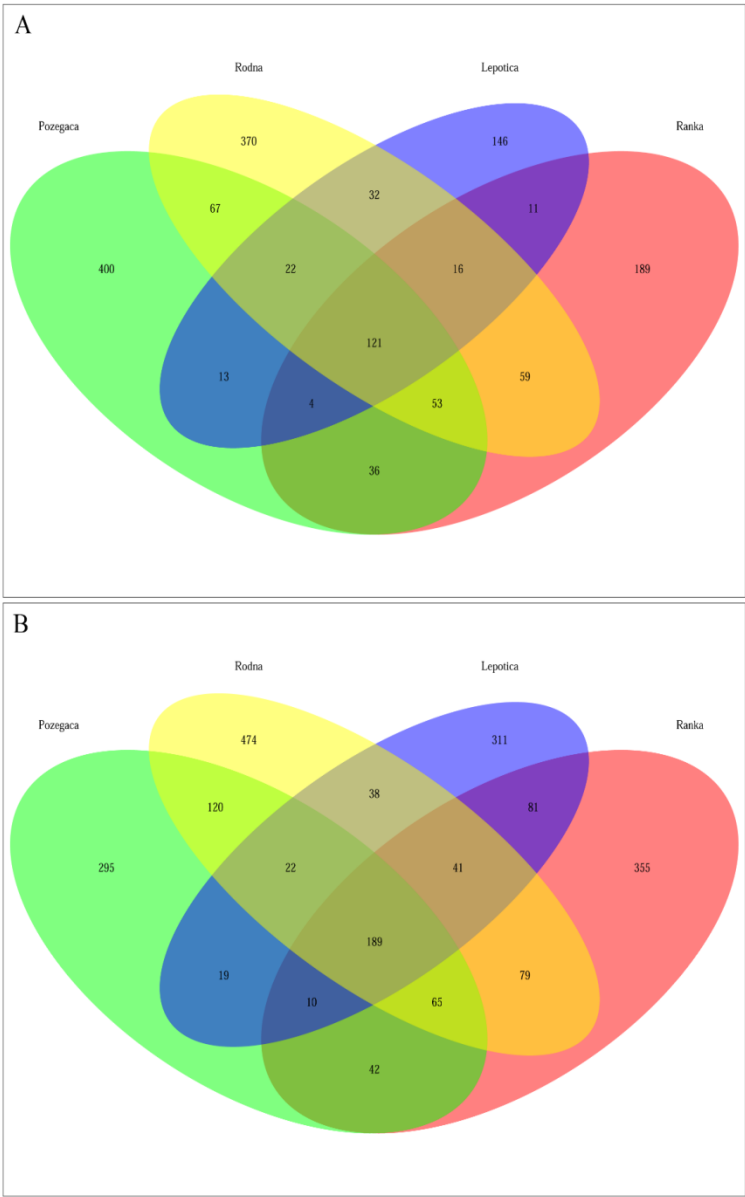 A
Rodna Lepotica
Pozegaca Ranka
370 146
32
67 11
400 22 16 189
121
13 59
4 53
36
B
Rodna Lepotica
Pozegaca Ranka
474 311
38
120 81
295 22 41 355
189
19 79
10 65
42